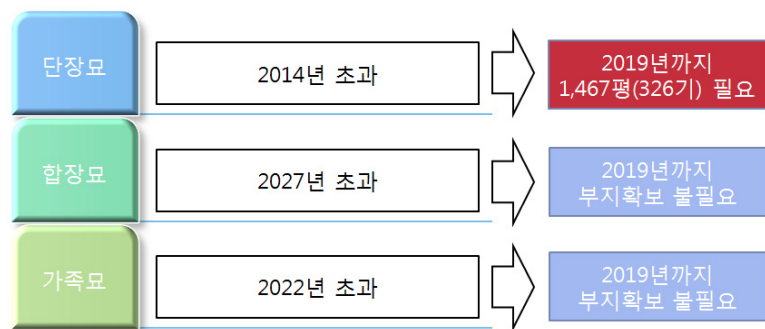 단장묘
2014년 초과
2019년까지
1,467평(326기) 필요
합장묘
2027년 초과
2019년까지
부지확보 불필요
가족묘
2022년 초과
2019년까지
부지확보 불필요